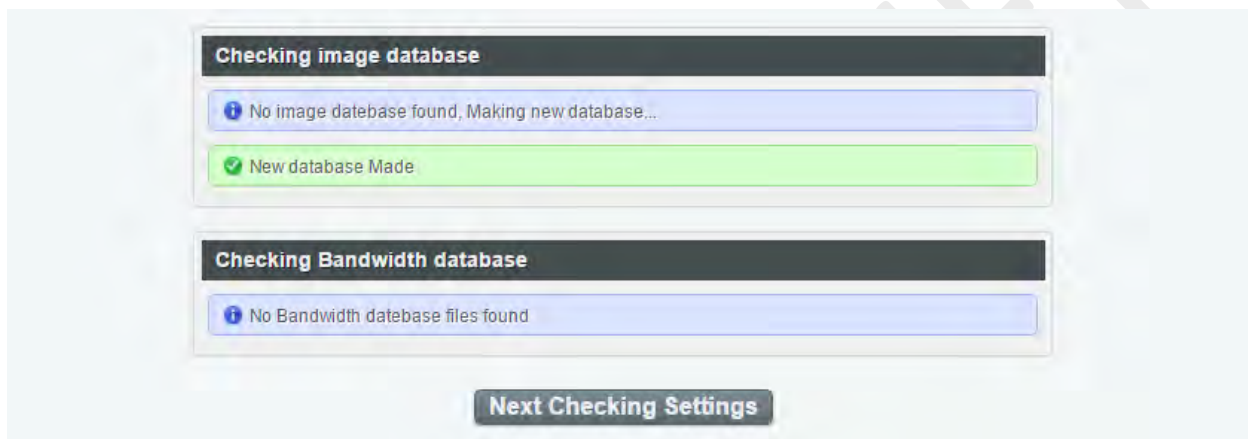 Checking image database
No image datebase found, Making new database...
New database Made
Checking Bandwidth database
No Bandwidth datebase files found
Next Checking Settings